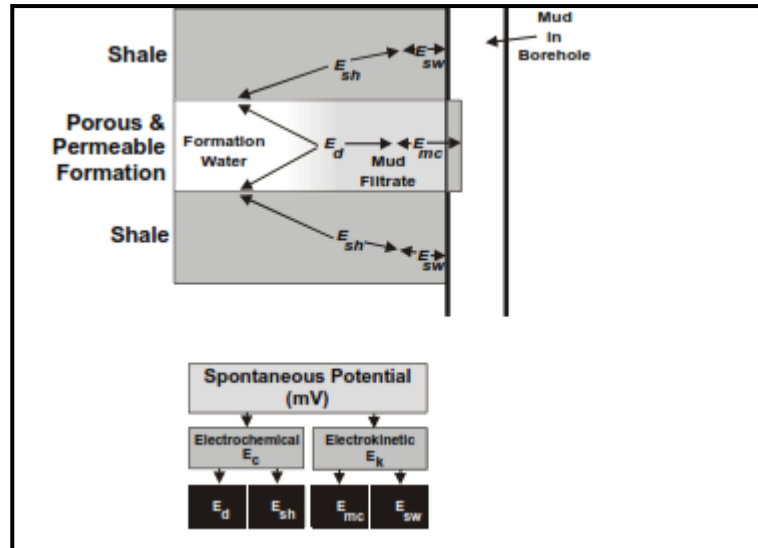 Mud
In
Borehole
Shale
E sw
E sh
Porous &
Permeable
Formation
Formation
Water
E d
E mc
Mud
Filtrate
Shale
E sh
E sw
Spontaneous Potential
(mV)
Electrochemical
E c
Electrokinetic
E k
E d
E sh
E mc
E sw